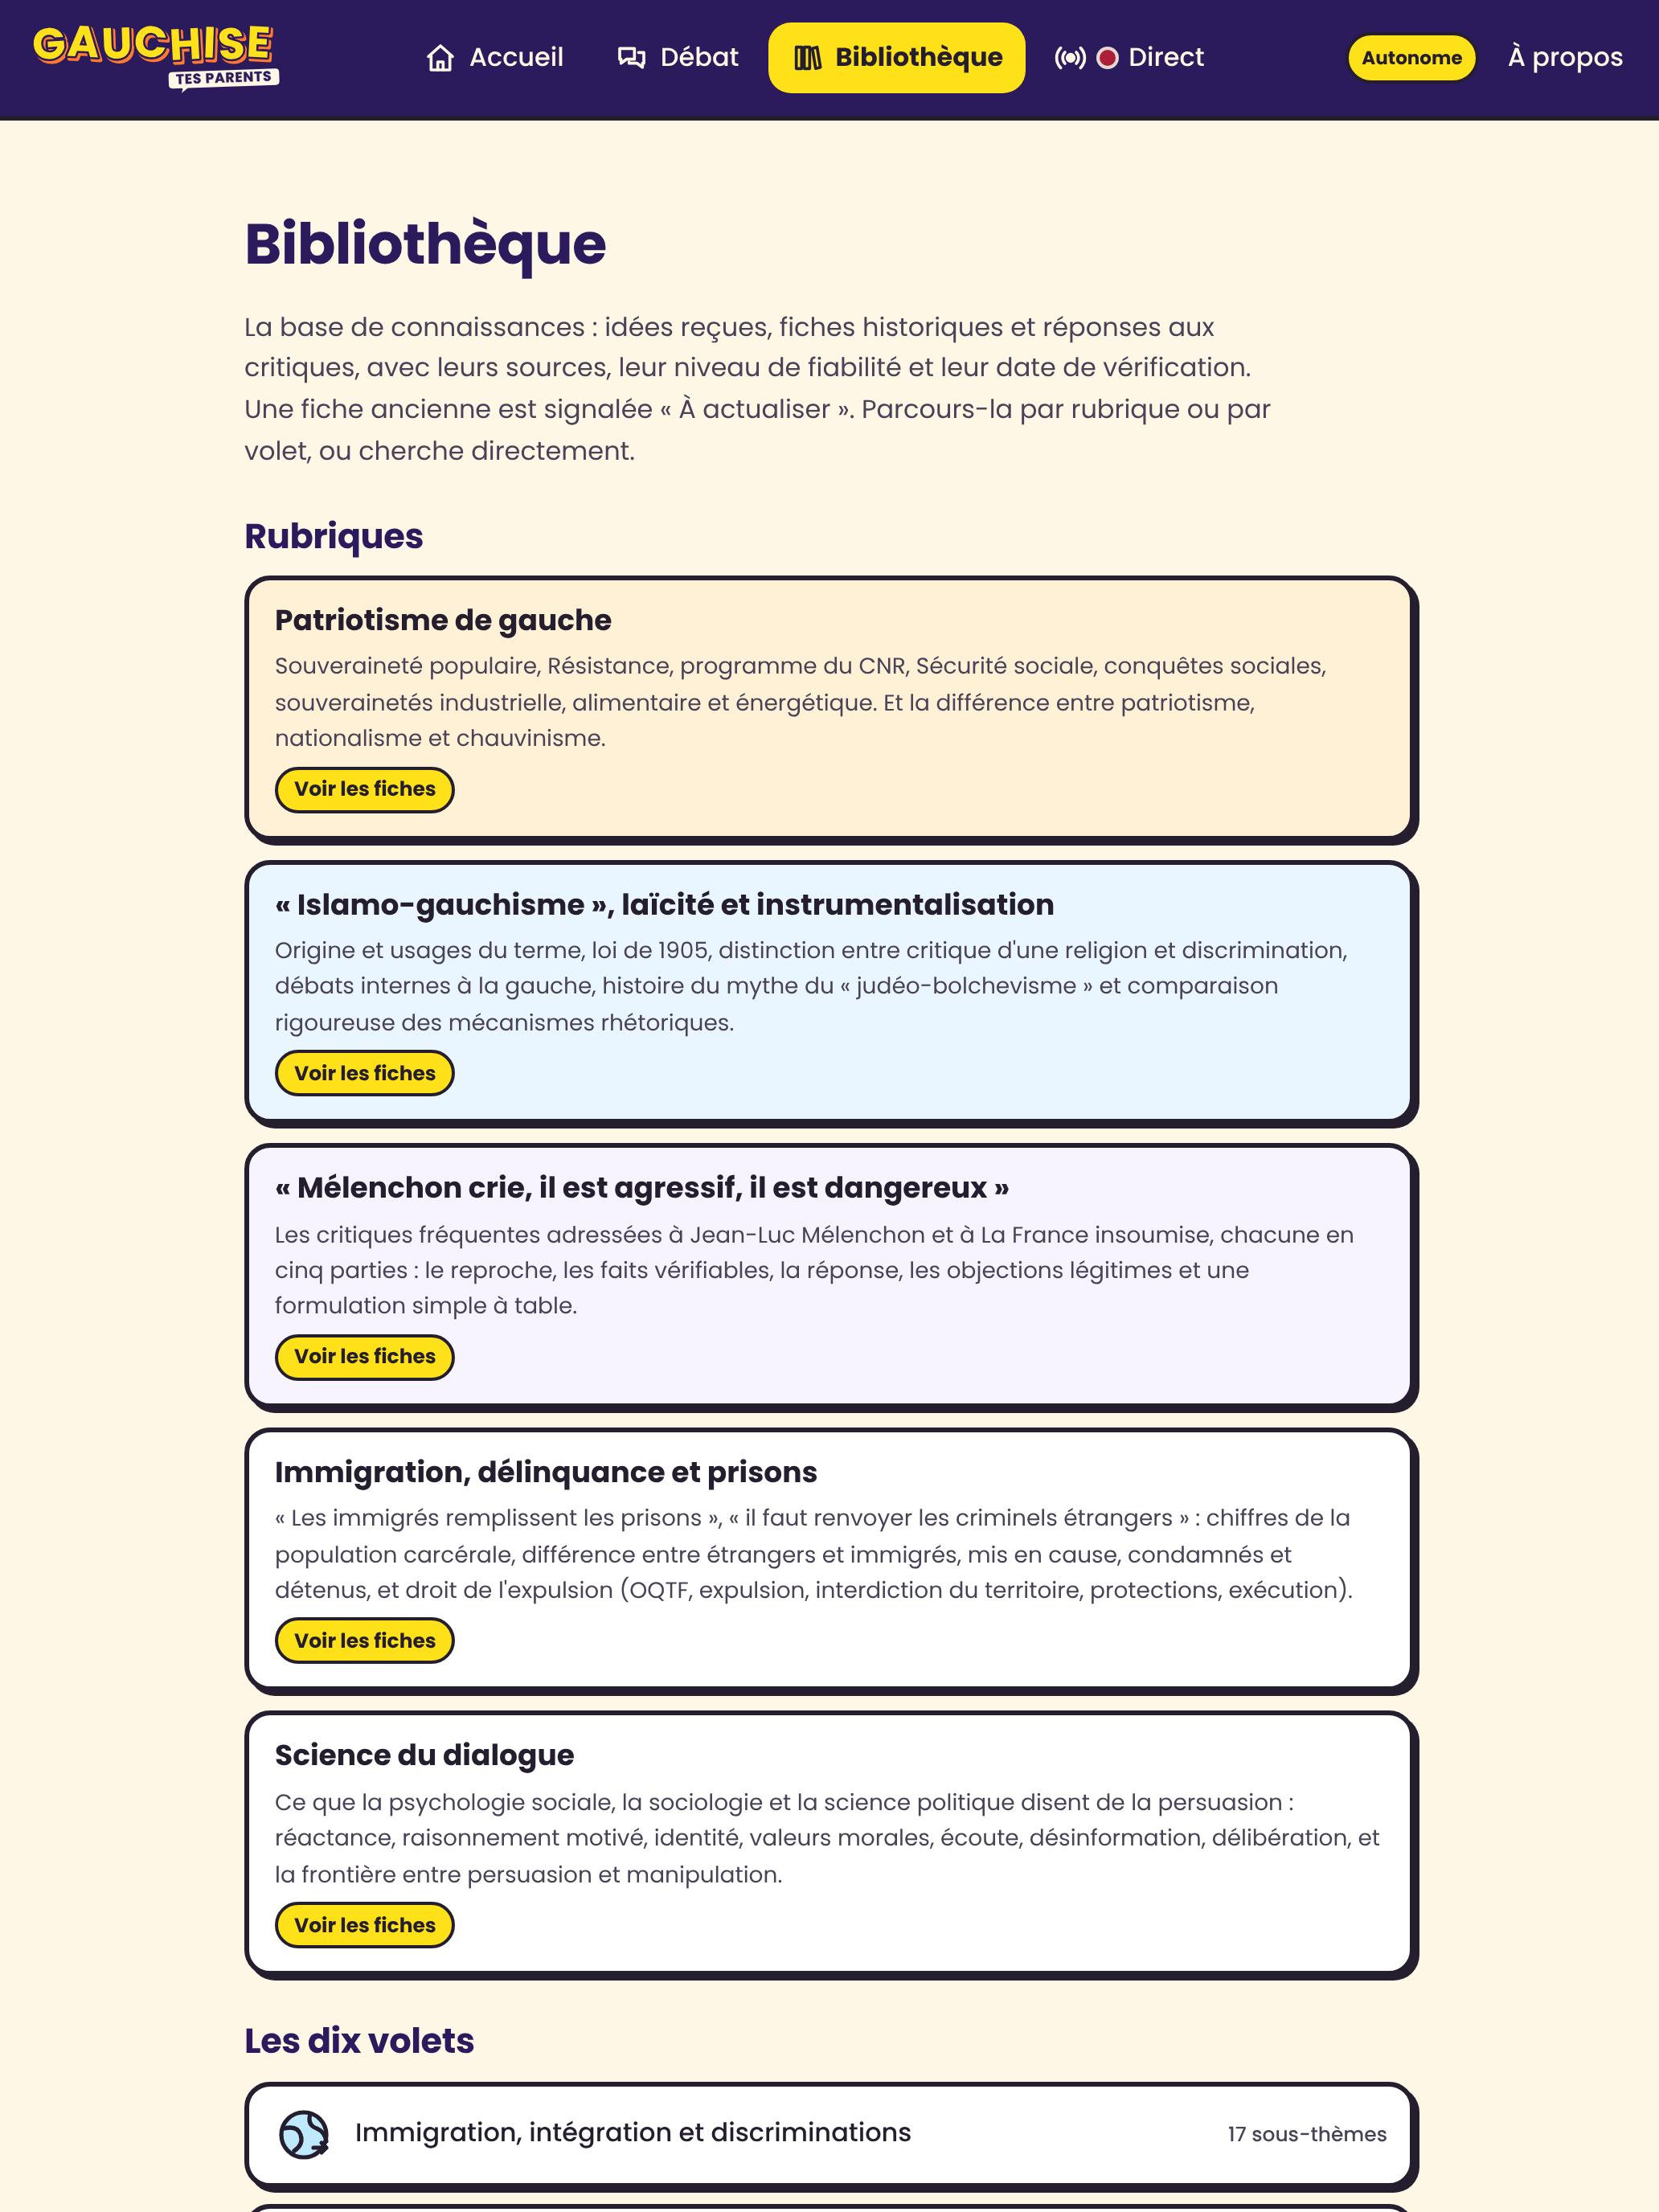 GAUCHISE
TES PARENTS
Accueil
Débat
Bibliothèque
Direct
Autonome
À propos
Bibliothèque
La base de connaissances : idées reçues, fiches historiques et réponses aux
critiques, avec leurs sources, leur niveau de fiabilité et leur date de vérification.
Une fiche ancienne est signalée « À actualiser ». Parcours-la par rubrique ou par
volet, ou cherche directement.
Rubriques
Patriotisme de gauche
Souveraineté populaire, Résistance, programme du CNR, Sécurité sociale, conquêtes sociales,
souverainetés industrielle, alimentaire et énergétique. Et la différence entre patriotisme,
nationalisme et chauvinisme.
Voir les fiches
« Islamo-gauchisme », laïcité et instrumentalisation
Origine et usages du terme, loi de 1905, distinction entre critique d'une religion et discrimination,
débats internes à la gauche, histoire du mythe du « judéo-bolchevisme » et comparaison
rigoureuse des mécanismes rhétoriques.
Voir les fiches
« Mélenchon crie, il est agressif, il est dangereux »
Les critiques fréquentes adressées à Jean-Luc Mélenchon et à La France insoumise, chacune en
cinq parties : le reproche, les faits vérifiables, la réponse, les objections légitimes et une
formulation simple à table.
Voir les fiches
Immigration, délinquance et prisons
« Les immigrés remplissent les prisons », « il faut renvoyer les criminels étrangers » : chiffres de la
population carcérale, différence entre étrangers et immigrés, mis en cause, condamnés et
détenus, et droit de l'expulsion (OQTF, expulsion, interdiction du territoire, protections, exécution).
Voir les fiches
Science du dialogue
Ce que la psychologie sociale, la sociologie et la science politique disent de la persuasion :
réactance, raisonnement motivé, identité, valeurs morales, écoute, désinformation, délibération, et
la frontière entre persuasion et manipulation.
Voir les fiches
Les dix volets
Immigration, intégration et discriminations
17 sous-thèmes